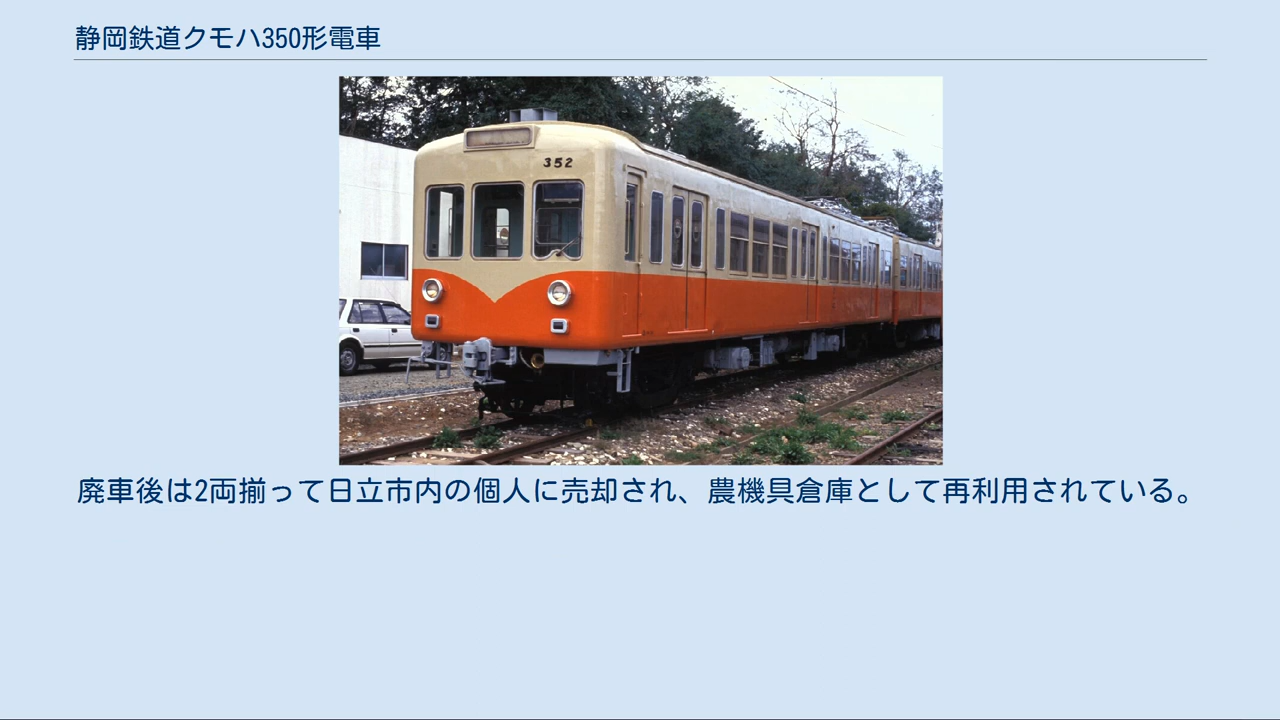 静岡鉄道クモハ350形電車
352
廃車後は2両揃って日立市内の個人に売却され、農機具倉庫として再利用されている。